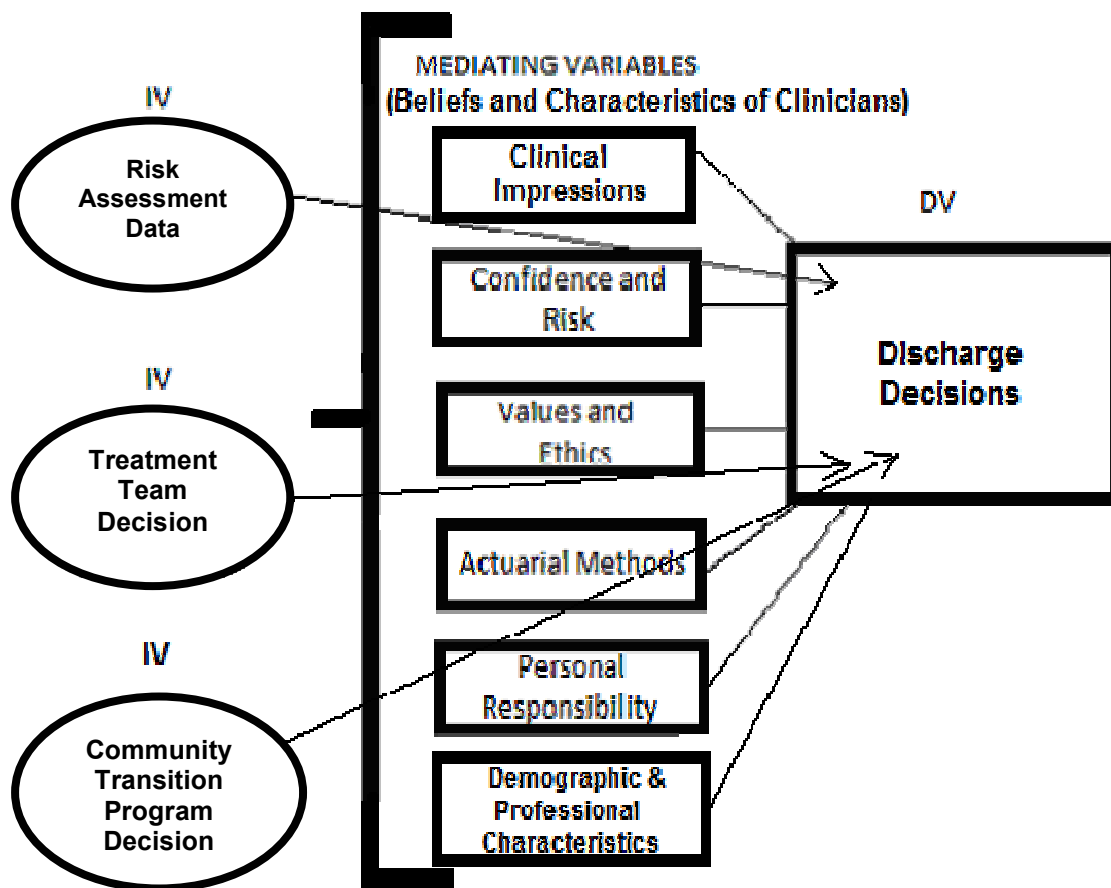 IV
Risk
Assessment
Data
IV
Treatment
Team
Decision
IV
Community
Transition
Program
Decision
MEDIATING VARIABLES
(Beliefs and Characteristics of Clinicians)
Clinical
Impressions
Confidence and
Risk
Values and
Ethics
Actuarial Methods
Personal
Responsibility
Demographic &
Professional
Characteristics
DV
Discharge
Decisions